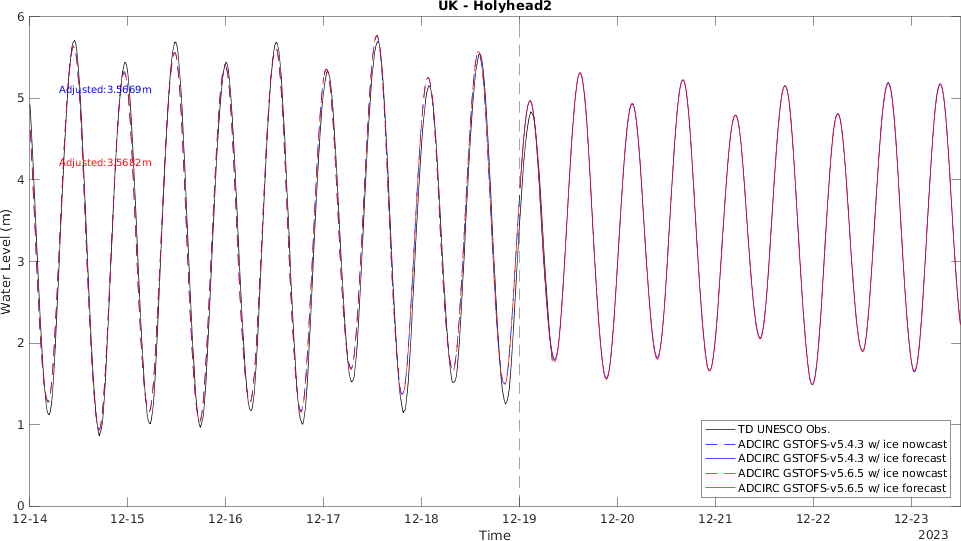 UK - Holyhead2
6
5
4
3
2
1
0
Water Level (m)
Adjusted:3.5669m
Adjusted:3.5682m
TD UNESCO Obs.
ADCIRC GSTOFS-v5.4.3 w/ ice nowcast
ADCIRC GSTOFS-v5.4.3 w/ ice forecast
ADCIRC GSTOFS-v5.6.5 w/ ice nowcast
ADCIRC GSTOFS-v5.6.5 w/ ice forecast
12-14 12-15 12-16 12-17 12-18 12-19 12-20 12-21 12-22 12-23
Time
2023